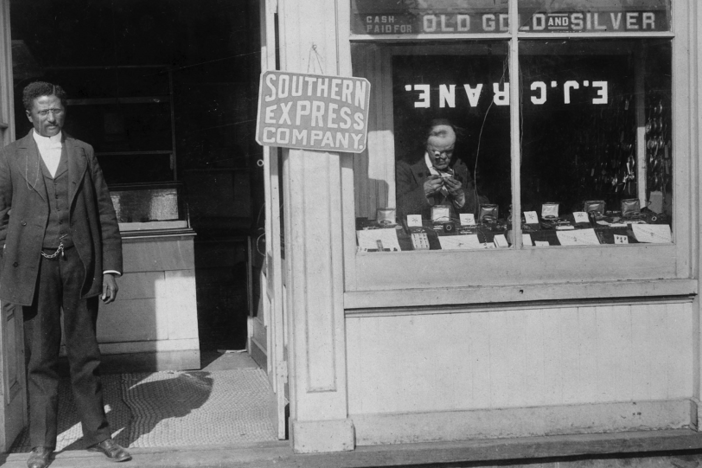 CASH
PAID FOR
OLD GOLD AND SILVER
SOUTHERN
EXPRESS
COMPANY.
E.J.CRANE.